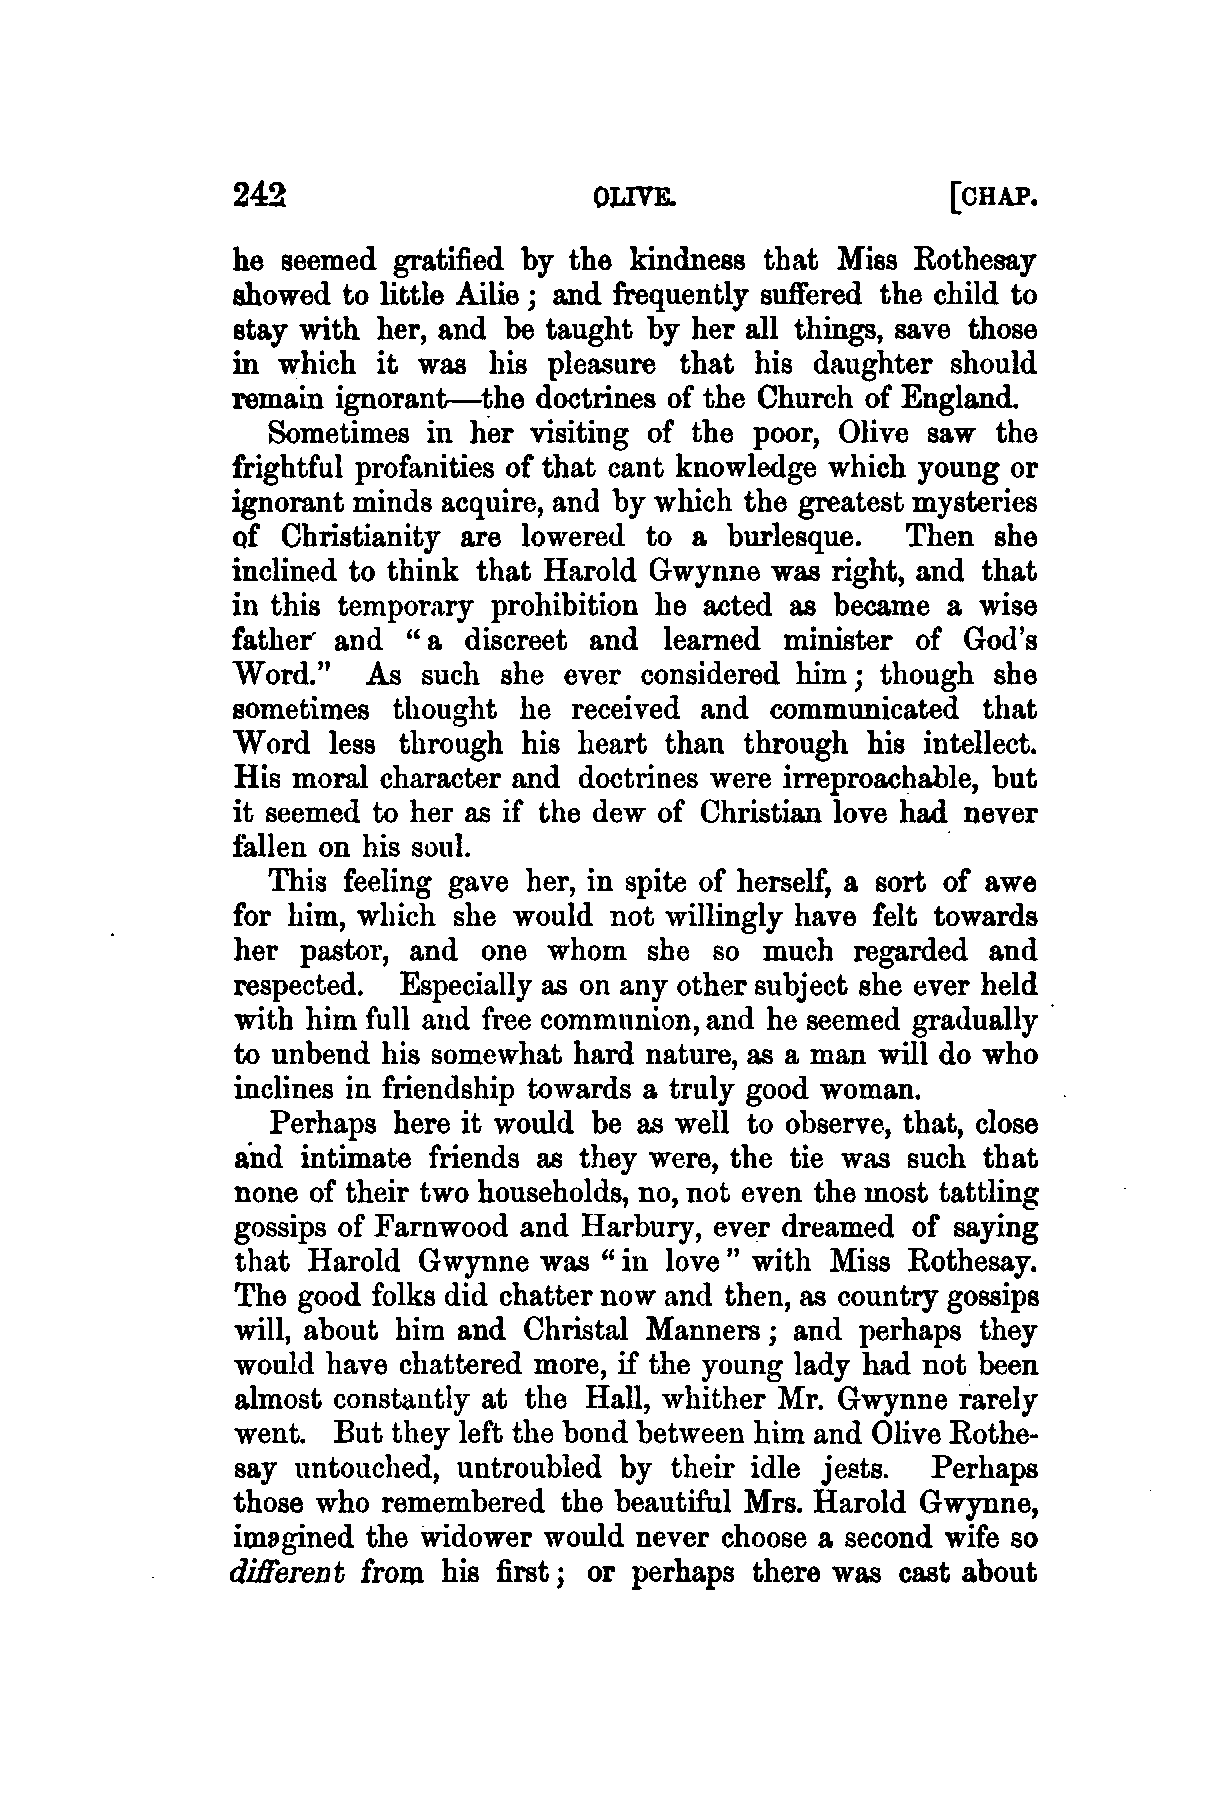 242 OLIVE. [CHAP.
he seemed gratified by the kindness that Miss Rothesay
showed to little Ailie ; and frequently suffered the child to
stay with her, and be taught by her all things, save those
in which it was his pleasure that his daughter should
remain ignorant—the doctrines of the Church of England.
Sometimes in her visiting of the poor, Olive saw the
frightful profanities of that cant knowledge which young or
ignorant minds acquire, and by which the greatest mysteries
of Christianity are lowered to a burlesque. Then she
inclined to think that Harold Gwynne was right, and that
in this temporary prohibition he acted as became a wise
father and “a discreet and learned minister of God's
Word.” As such she ever considered him ; though she
sometimes thought he received and communicated that
Word less through his heart than through his intellect.
His moral character and doctrines were irreproachable, but
it seemed to her as if the dew of Christian love had never
fallen on his soul.
This feeling gave her, in spite of herself, a sort of awe
for him, which she would not willingly have felt towards
her pastor, and one whom she so much regarded and
respected. Especially as on any other subject she ever held
with him full and free communion, and he seemed gradually
to unbend his somewhat hard nature, as a man will do who
inclines in friendship towards a truly good woman.
Perhaps here it would be as well to observe, that, close
and intimate friends as they were, the tie was such that
none of their two households, no, not even the most tattling
gossips of Farnwood and Harbury, ever dreamed of saying
that Harold Gwynne was “in love” with Miss Rothesay.
The good folks did chatter now and then, as country gossips
will, about him and Christal Manners ; and perhaps they
would have chattered more, if the young lady had not been
almost constantly at the Hall, whither Mr. Gwynne rarely
went. But they left the bond between him and Olive Rothe-
say untouched, untroubled by their idle jests. Perhaps
those who remembered the beautiful Mrs. Harold Gwynne,
imagined the widower would never choose a second wife so
different from his first ; or perhaps there was cast about